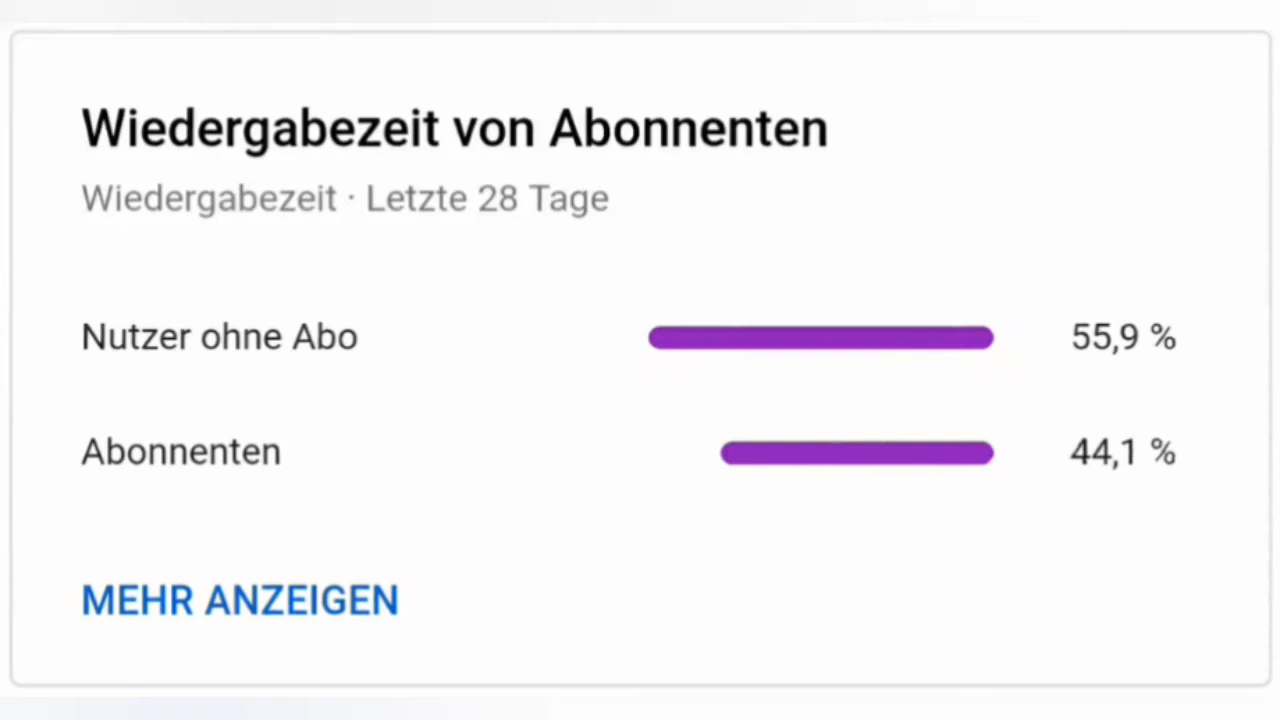 Wiedergabezeit von Abonnenten
Wiedergabezeit · Letzte 28 Tage
Nutzer ohne Abo 55,9 %
Abonnenten 44,1 %
MEHR ANZEIGEN